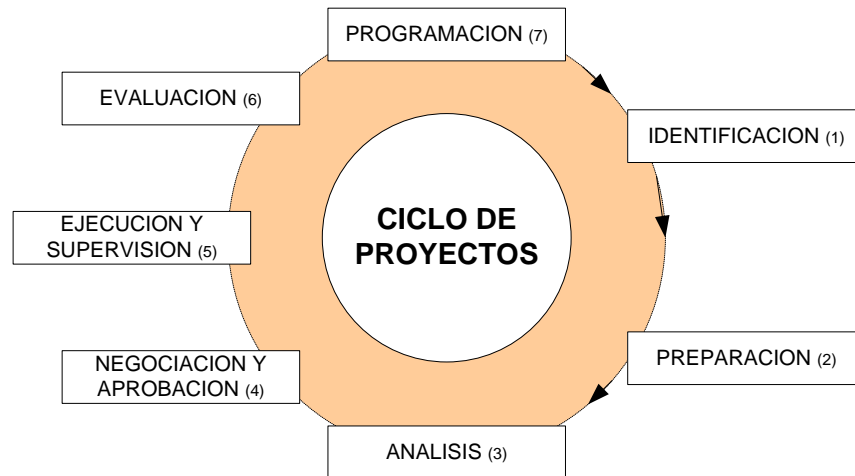 PROGRAMACION (7)
EVALUACION (6)
IDENTIFICACION (1)
CICLO DE
PROYECTOS
EJECUCION Y
SUPERVISION (5)
NEGOCIACION Y
APROBACION (4)
PREPARACION (2)
ANALISIS (3)